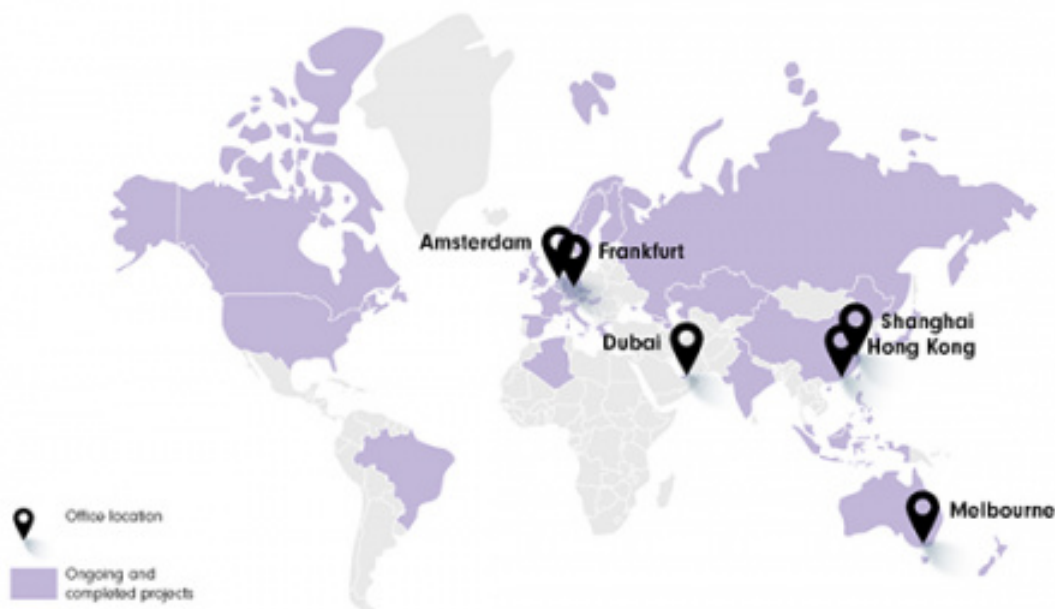 Amsterdam
Frankfurt
Dubai
Shanghai
Hong Kong
Melbourne
Office location
Ongoing and
completed projects